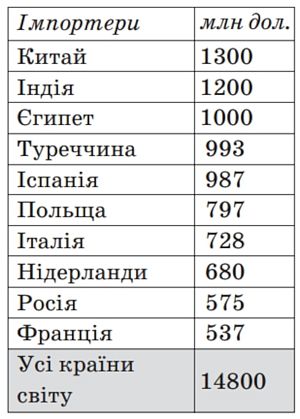 Імпортери млн дол.
Китай 1300
Індія 1200
Єгипет 1000
Туреччина 993
Іспанія 987
Польща 797
Італія 728
Нідерланди 680
Росія 575
Франція 537
Усі країни
світу 14800